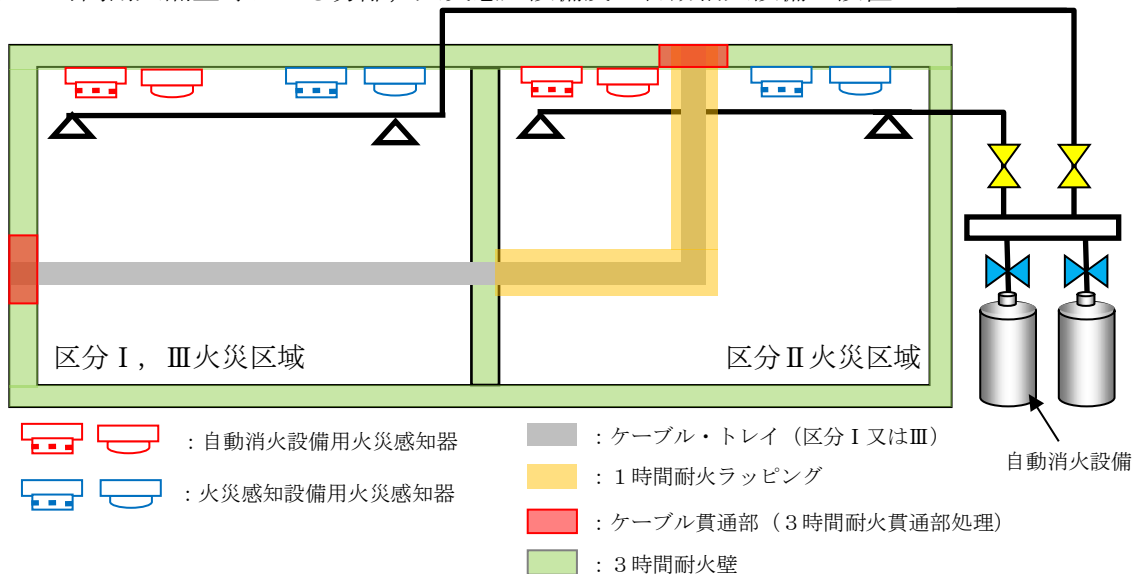 区分Ⅰ，Ⅲ火災区域
区分Ⅱ火災区域
：自動消火設備用火災感知器
：火災感知設備用火災感知器
：ケーブル・トレイ（区分Ⅰ又はⅢ）
：１時間耐火ラッピング
：ケーブル貫通部（３時間耐火貫通部処理）
：３時間耐火壁
自動消火設備